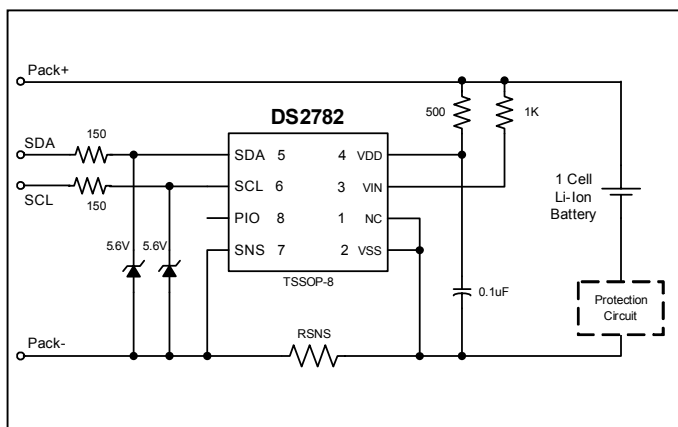 Pack+
500
1K
DS2782
SDA
150
SDA 5
4 VDD
SCL
150
SCL 6
3 VIN
PIO 8
1 NC
SNS 7
2 VSS
TSSOP-8
5.6V
5.6V
0.1uF
1 Cell
Li-Ion
Battery
Protection
Circuit
RSNS
Pack-